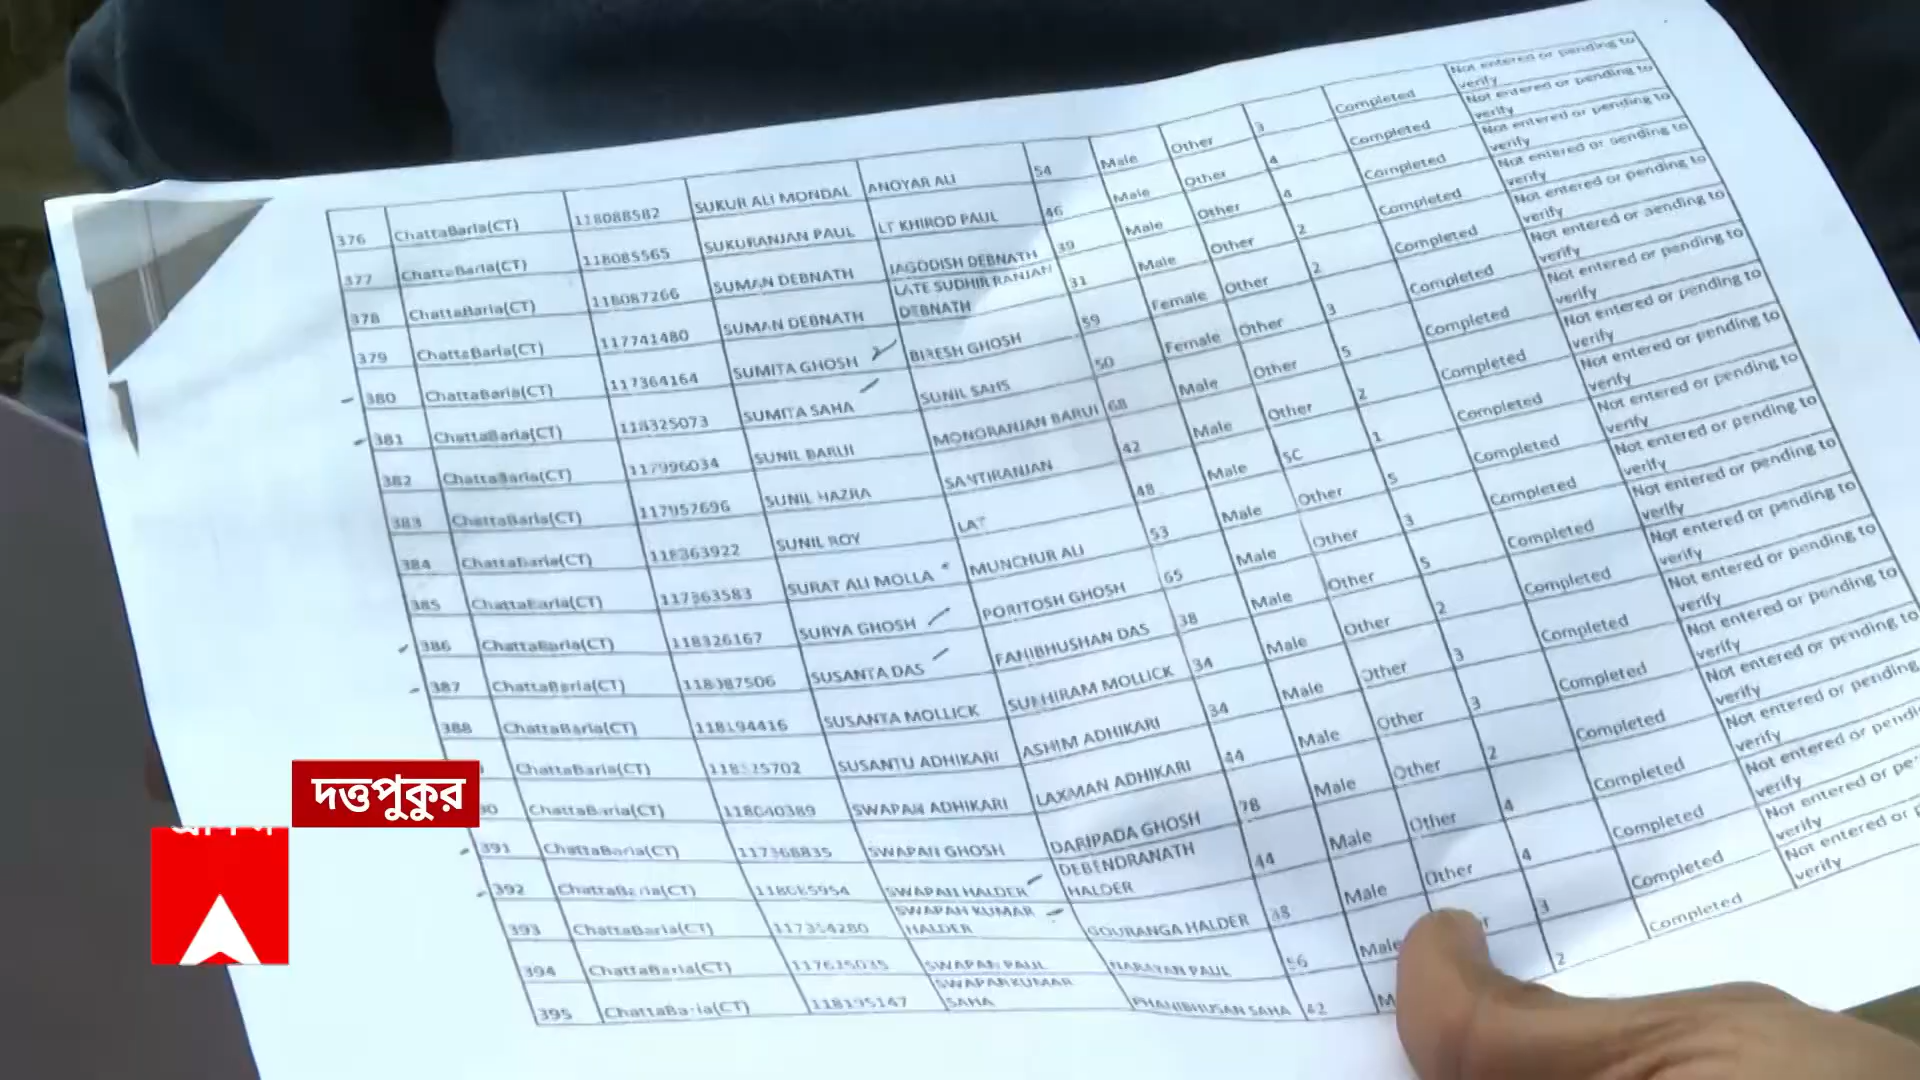 376 ChattaBaria(CT) 118088582 SUKUR ALI MONDAL ANOYAR ALI 54 Male Other 3 Completed Not entered or pending to verify
377 ChattaBaria(CT) 118085565 SUKURANJAN PAUL LT KHIROD PAUL 46 Male Other 4 Completed Not entered or pending to verify
378 ChattaBaria(CT) 118087266 SUMAN DEBNATH JAGODISH DEBNATH 39 Male Other 4 Completed Not entered or pending to verify
379 ChattaBaria(CT) 117741480 SUMAN DEBNATH LATE SUDHIR RANJAN DEBNATH 31 Male Other 2 Completed Not entered or pending to verify
380 ChattaBaria(CT) 117364164 SUMITA GHOSH BIRESH GHOSH 59 Female Other 2 Completed Not entered or pending to verify
381 ChattaBaria(CT) 118325073 SUMITA SAHA SUNIL SAHS 50 Female Other 3 Completed Not entered or pending to verify
382 ChattaBaria(CT) 117996034 SUNIL BARUI MONORANJAN BARUI 68 Male Other 5 Completed Not entered or pending to verify
383 ChattaBaria(CT) 117957696 SUNIL HAZRA SANTIRANJAN 42 Male Other 2 Completed Not entered or pending to verify
384 ChattaBaria(CT) 118363922 SUNIL ROY LAT 48 Male SC 1 Completed Not entered or pending to verify
385 ChattaBaria(CT) 117363583 SURAT ALI MOLLA MUNCHUR ALI 53 Male Other 5 Completed Not entered or pending to verify
386 ChattaBaria(CT) 118326167 SURYA GHOSH PORITOSH GHOSH 65 Male Other 3 Completed Not entered or pending to verify
387 ChattaBaria(CT) 118087506 SUSANTA DAS FANIBHUSHAN DAS 38 Male Other 5 Completed Not entered or pending to verify
388 ChattaBaria(CT) 118194416 SUSANTA MOLLICK SUKHIRAM MOLLICK 34 Male Other 2 Completed Not entered or pending to verify
ChattaBaria(CT) SUSANTU ADHIKARI ASHIM ADHIKARI 34 Male Other 3 Completed Not entered or pending to verify
ChattaBaria(CT) 118040389 SWAPAN ADHIKARI LAXMAN ADHIKARI 44 Male Other 3 Completed Not entered or pending to verify
391 ChattaBaria(CT) 117368835 SWAPAN GHOSH DARIPADA GHOSH 78 Male Other 2 Completed Not entered or pending to verify
392 ChattaBaria(CT) 118085954 SWAPAN HALDER DEBENDRANATH HALDER 44 Male Other 4 Completed Not entered or verify
393 ChattaBaria(CT) 117354280 SWAPAN KUMAR HALDER GOURANGA HALDER 38 Male Other 4 Completed Not entered or verify
394 ChattaBaria(CT) SWAPAN PAUL NARAYAN PAUL 56 Male 3 Completed
395 ChattaBaria(CT) 118195147 SWAPANKUMAR SAHA PHANIBHUSAN SAHA 42 2 Completed
দত্তপুকুর